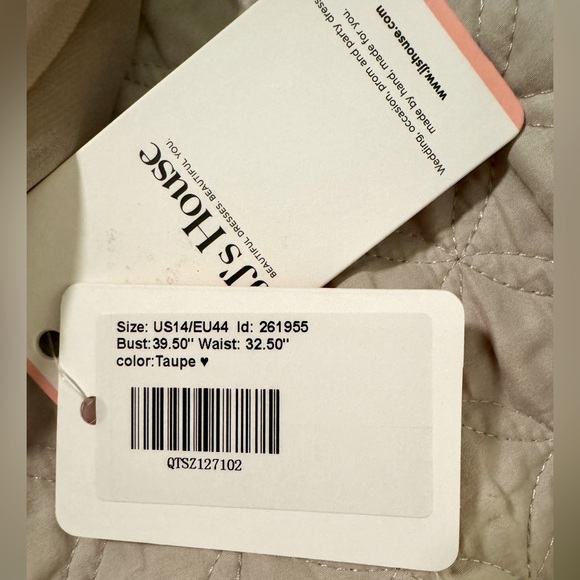 Wedding, occasion, prom and party dress
made by hand, made for you.
www.jjshouse.com
JJ's House
BEAUTIFUL DRESSES. BEAUTIFUL YOU.
Size: US14/EU44 Id: 261955
Bust:39.50'' Waist: 32.50''
color:Taupe ♥
QTSZ127102